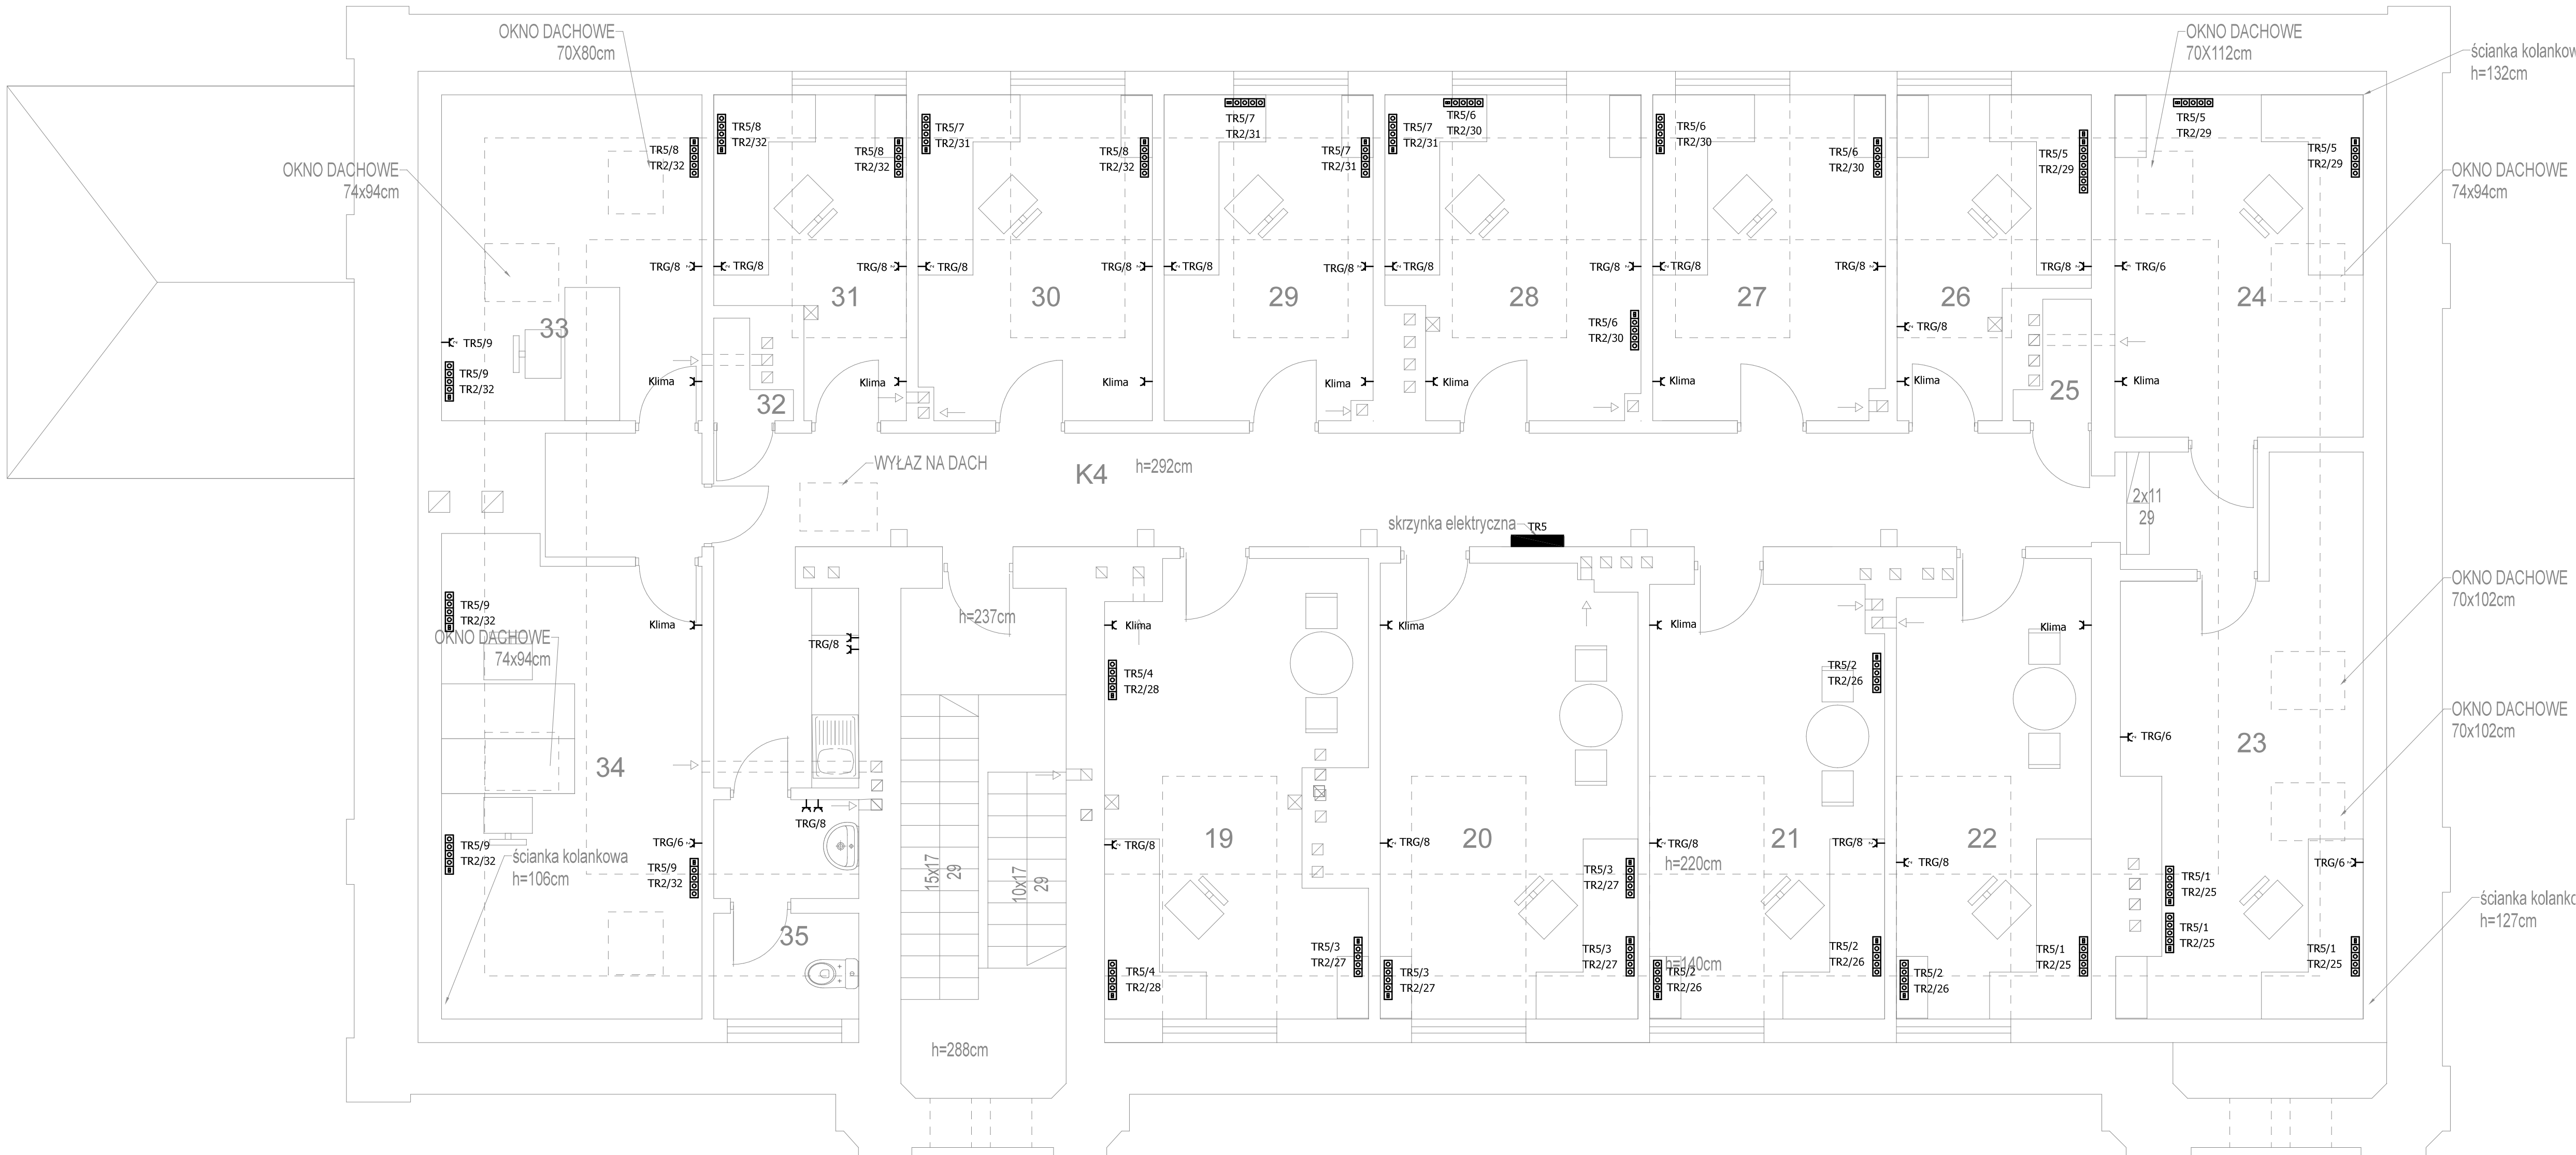 OKNO DACHOWE
70X80cm
OKNO DACHOWE
70X112cm
ścianka kolankow
h=132cm
OKNO DACHOWE
74x94cm
OKNO DACHOWE
74x94cm
TR5/8
TR2/32
TR5/8
TR2/32
TR5/8
TR2/32
TR5/7
TR2/31
TR5/8
TR2/32
TR5/7
TR2/31
TR5/7
TR2/31
TR5/7
TR2/31
TR5/6
TR2/30
TR5/6
TR2/30
TR5/6
TR2/30
TR5/5
TR2/29
TR5/5
TR2/29
TR5/5
TR2/29
TRG/8
TRG/8
TRG/8
TRG/8
TRG/8
TRG/8
TRG/8
TRG/8
TRG/8
TRG/8
TRG/8
TRG/8
TRG/6
31
30
29
28
27
26
24
33
TR5/6
TR2/30
TRG/8
TR5/9
TR5/9
TR2/32
Klima
Klima
Klima
Klima
Klima
Klima
Klima
Klima
32
25
WYŁAZ NA DACH
K4
h=292cm
2x11
29
skrzynka elektryczna
TR5
OKNO DACHOWE
70x102cm
TR5/9
TR2/32
Klima
h=237cm
Klima
Klima
Klima
Klima
OKNO DACHOWE
74x94cm
TRG/8
TR5/4
TR2/28
TR5/2
TR2/26
OKNO DACHOWE
70x102cm
TRG/6
34
23
TRG/8
19
20
21
22
TR5/9
TR2/32
TRG/6
TRG/8
TRG/8
TRG/8
TRG/8
TRG/8
TRG/6
ścianka kolankowa
h=106cm
TR5/9
TR2/32
15x17
29
10x17
29
h=220cm
TR5/3
TR2/27
TR5/1
TR2/25
ścianka kolanko
h=127cm
35
TR5/3
TR2/27
TR5/3
TR2/27
TR5/2
TR2/26
TR5/1
TR2/25
TR5/1
TR2/25
TR5/1
TR2/25
TR5/4
TR2/28
TR5/3
TR2/27
h=140cm
TR5/2
TR2/26
TR5/2
TR2/26
h=288cm